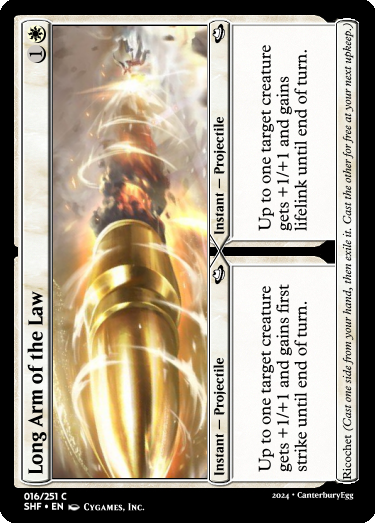 Long Arm of the Law
1
Instant — Projectile
Up to one target creature
gets +1/+1 and gains first
strike until end of turn.
Instant — Projectile
Up to one target creature
gets +1/+1 and gains
lifelink until end of turn.
Ricochet (Cast one side from your hand, then exile it. Cast the other for free at your next upkeep.)
016/251 C
SHF • EN Cygames, Inc.
2024 • CanterburyEgg